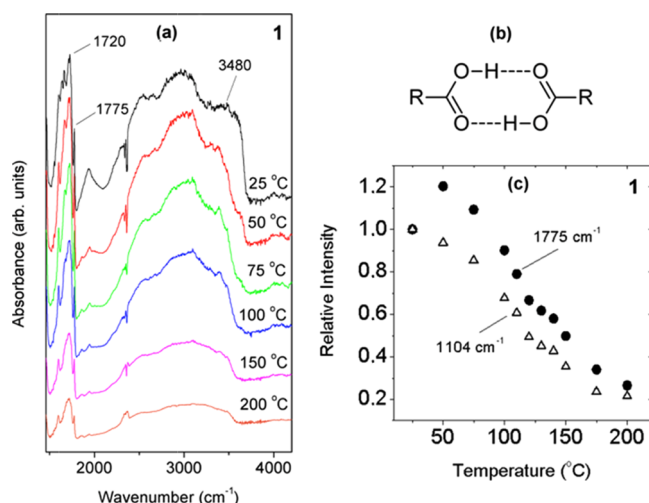 (a)
1
1720
1775
3480
25 °C
50 °C
75 °C
100 °C
150 °C
200 °C
Absorbance (arb. units)
2000
3000
4000
Wavenumber (cm⁻¹)
(b)
O H O
R R
O H O
(c)
1
1.2
1.0
0.8
0.6
0.4
0.2
1775 cm⁻¹
1104 cm⁻¹
Relative Intensity
50
100
150
200
Temperature (°C)